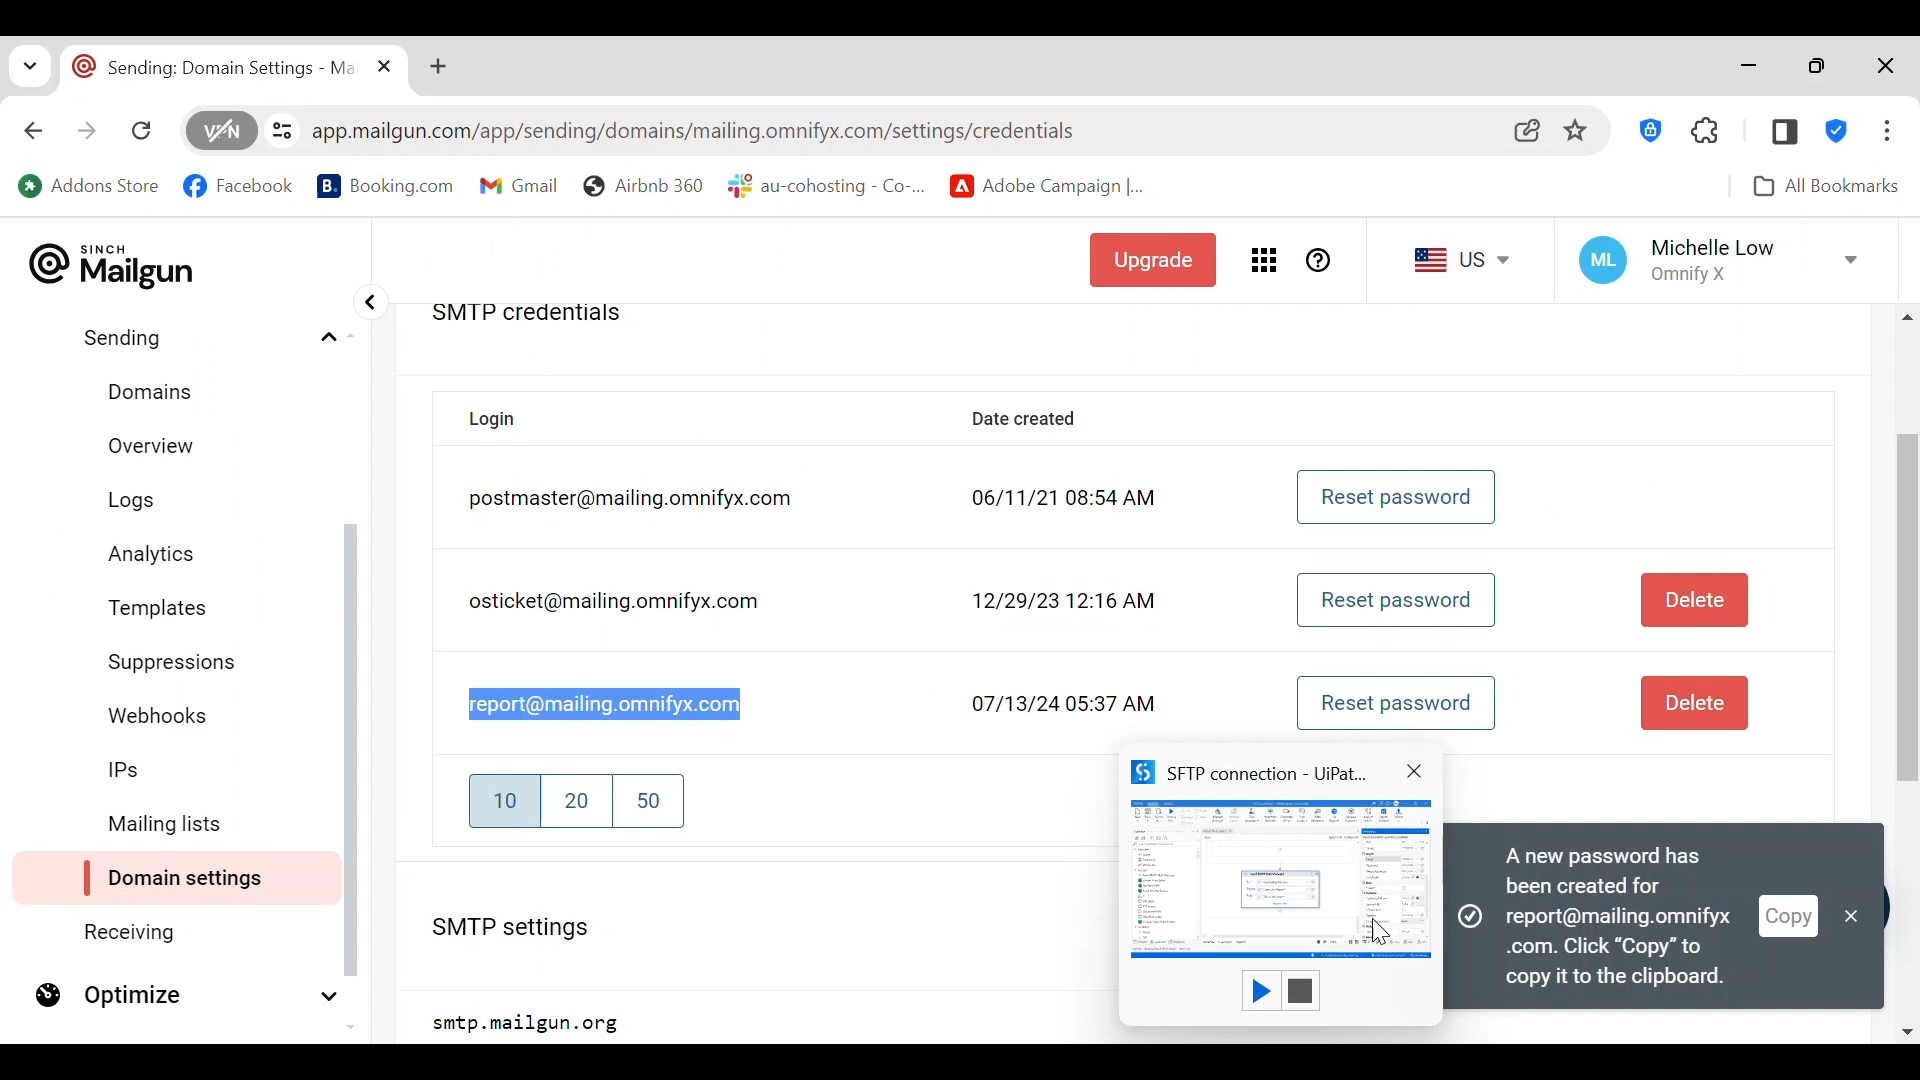 Sending: Domain Settings - Ma
VPN
app.mailgun.com/app/sending/domains/mailing.omnifyx.com/settings/credentials
Addons Store
Facebook
B.
Booking.com
Gmail
Airbnb 360
au-cohosting - Co-...
Adobe Campaign |...
All Bookmarks
SINCH
Mailgun
Upgrade
US
ML
Michelle Low
Omnify X
Sending
Domains
Overview
Logs
Analytics
Templates
Suppressions
Webhooks
IPs
Mailing lists
Domain settings
Receiving
Optimize
SMTP credentials
Login
Date created
postmaster@mailing.omnifyx.com
06/11/21 08:54 AM
Reset password
osticket@mailing.omnifyx.com
12/29/23 12:16 AM
Reset password
Delete
report@mailing.omnifyx.com
07/13/24 05:37 AM
Reset password
Delete
10
20
50
SMTP settings
smtp.mailgun.org
SFTP connection - UiPat...
A new password has
been created for
report@mailing.omnifyx
.com. Click “Copy” to
copy it to the clipboard.
Copy